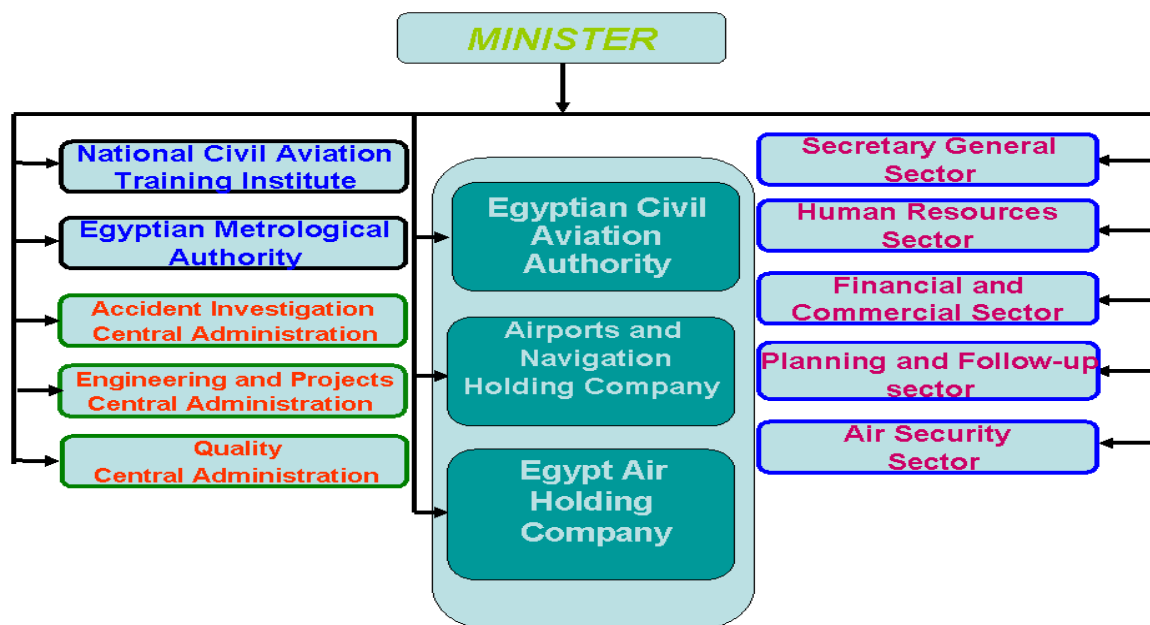 MINISTER
National Civil Aviation
Training Institute
Egyptian Metrological
Authority
Accident Investigation
Central Administration
Engineering and Projects
Central Administration
Quality
Central Administration
Egyptian Civil
Aviation
Authority
Airports and
Navigation
Holding Company
Egypt Air
Holding
Company
Secretary General
Sector
Human Resources
Sector
Financial and
Commercial Sector
Planning and Follow-up
sector
Air Security
Sector